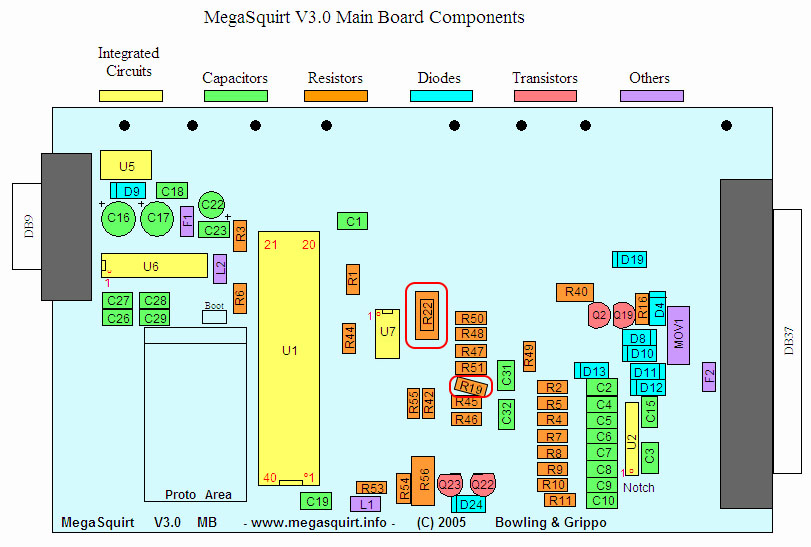 MegaSquirt V3.0 Main Board Components
Integrated
Circuits
Capacitors
Resistors
Diodes
Transistors
Others
U5
D9
C18
C16
C17
C22
F1
C23
R3
C1
21
20
DB9
U6
1
L2
D19
R1
C27
C28
R6
R40
C26
C29
Boot
R22
Q2
Q19
R16
D4
1
U7
R50
R44
R48
MOV1
DB37
D8
U1
R47
R49
D10
R51
C31
D13
D11
F2
R19
R2
C2
D12
R55
R42
R45
R5
C4
C15
R46
C32
R4
C5
U2
R7
C6
R8
C7
C3
R9
C8
1
40
°1
R56
Q23
Q22
R10
C9
Notch
R53
R54
Proto Area
C19
L1
D24
R11
C10
MegaSquirt V3.0 MB - www.megasquirt.info - (C) 2005 Bowling & Grippo